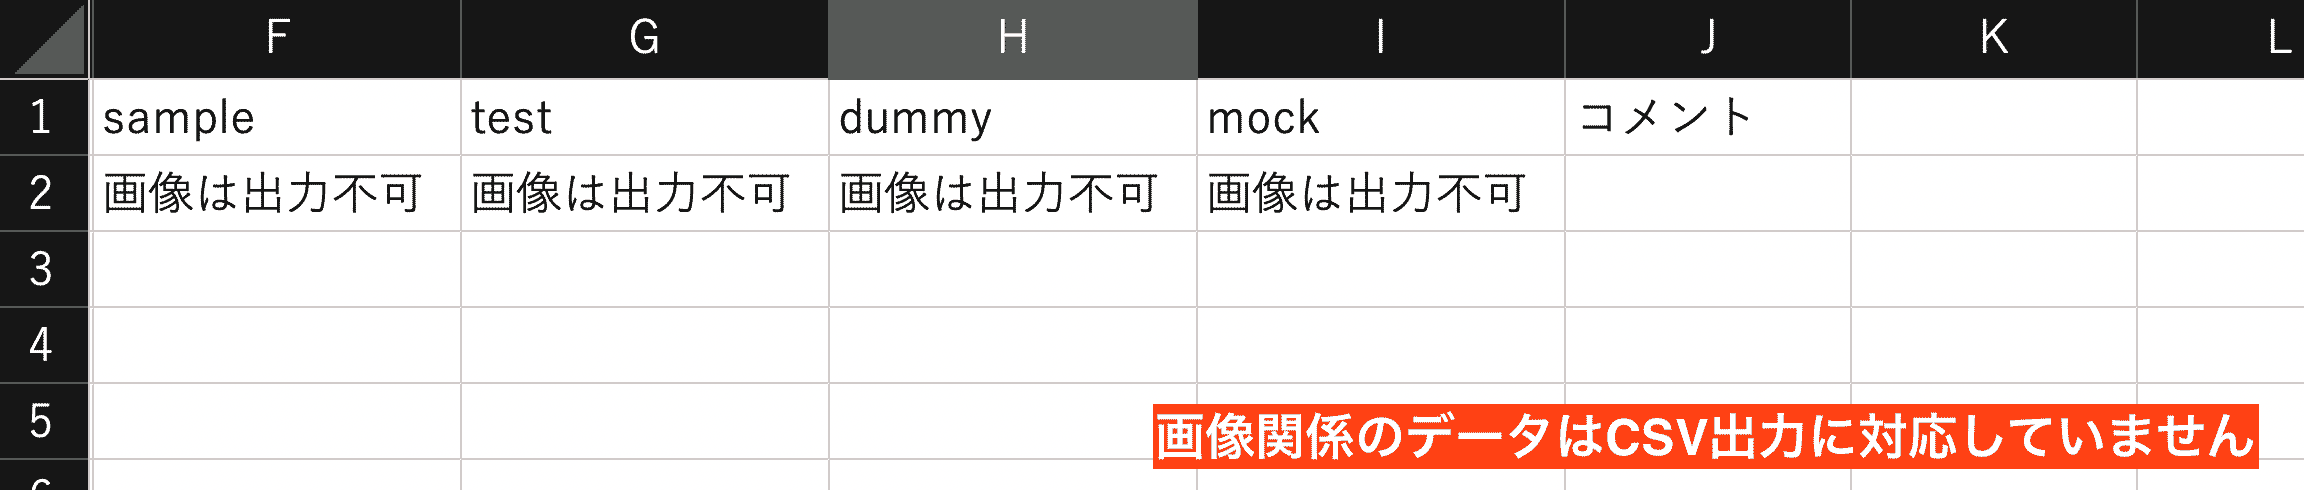 F G H I J K L
1 sample test dummy mock コメント
2 画像は出力不可 画像は出力不可 画像は出力不可 画像は出力不可
3
4
5
画像関係のデータはCSV出力に対応していません